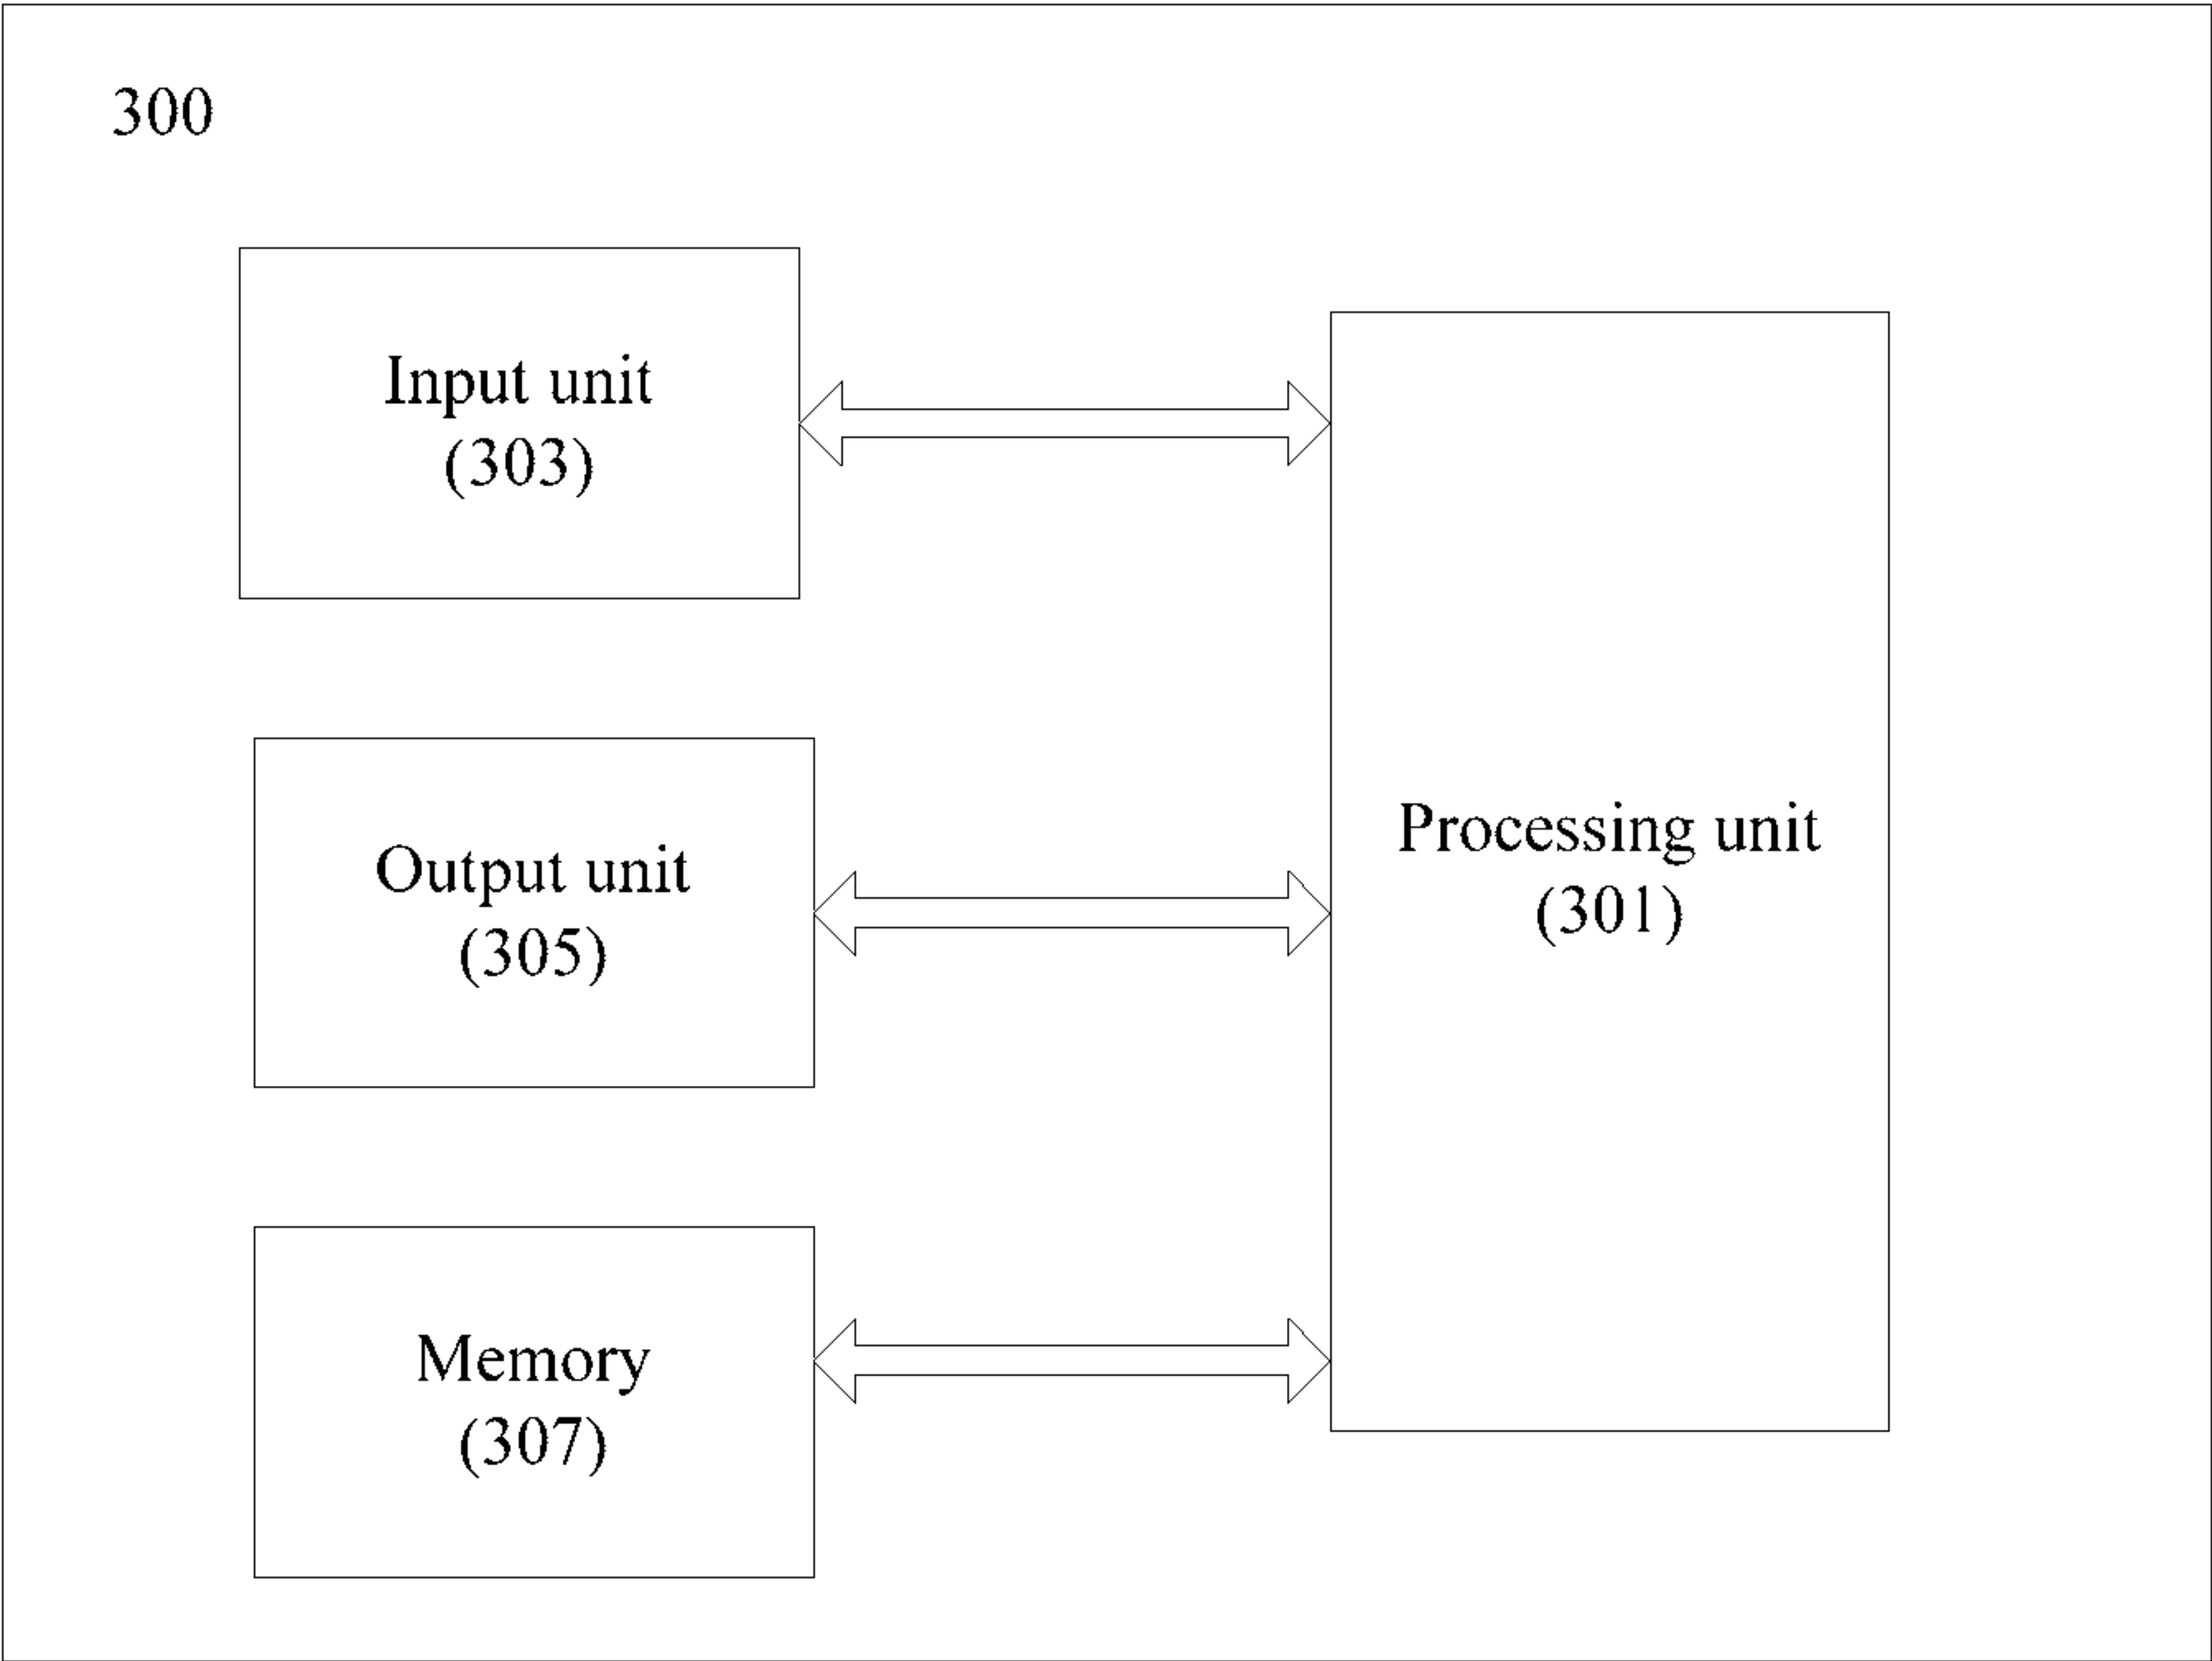 300
Input unit
(303)
Output unit
(305)
Memory
(307)
Processing unit
(301)